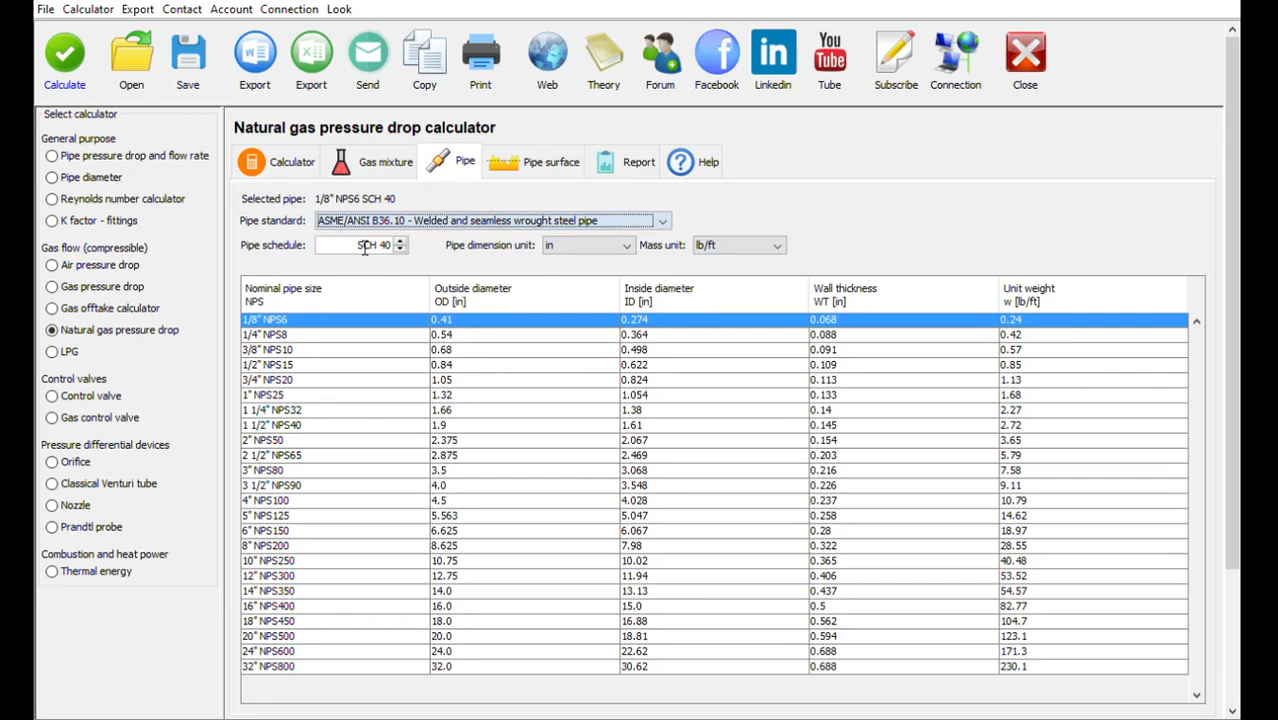 File Calculator Export Contact Account Connection Look
Calculate Open Save Export Export Send Copy Print Web Theory Forum Facebook Linkedin Tube Subscribe Connection Close
You
Select calculator
General purpose
Pipe pressure drop and flow rate
Pipe diameter
Reynolds number calculator
K factor - fittings
Gas flow (compressible)
Air pressure drop
Gas pressure drop
Gas offtake calculator
Natural gas pressure drop
LPG
Control valves
Control valve
Gas control valve
Pressure differential devices
Orifice
Classical Venturi tube
Nozzle
Prandtl probe
Combustion and heat power
Thermal energy
Natural gas pressure drop calculator
Calculator Gas mixture Pipe Pipe surface Report Help
Selected pipe: 1/8" NPS6 SCH 40
Pipe standard: ASME/ANSI B36.10 - Welded and seamless wrought steel pipe
Pipe schedule: SCH 40 Pipe dimension unit: in Mass unit: lb/ft
Nominal pipe size Outside diameter Inside diameter Wall thickness Unit weight
NPS OD [in] ID [in] WT [in] w [lb/ft]
1/8" NPS6 0.41 0.274 0.068 0.24
1/4" NPS8 0.54 0.364 0.088 0.42
3/8" NPS10 0.68 0.498 0.091 0.57
1/2" NPS15 0.84 0.622 0.109 0.85
3/4" NPS20 1.05 0.824 0.113 1.13
1" NPS25 1.32 1.054 0.133 1.68
1 1/4" NPS32 1.66 1.38 0.14 2.27
1 1/2" NPS40 1.9 1.61 0.145 2.72
2" NPS50 2.375 2.067 0.154 3.65
2 1/2" NPS65 2.875 2.469 0.203 5.79
3" NPS80 3.5 3.068 0.216 7.58
3 1/2" NPS90 4.0 3.548 0.226 9.11
4" NPS100 4.5 4.028 0.237 10.79
5" NPS125 5.563 5.047 0.258 14.62
6" NPS150 6.625 6.067 0.28 18.97
8" NPS200 8.625 7.98 0.322 28.55
10" NPS250 10.75 10.02 0.365 40.48
12" NPS300 12.75 11.94 0.406 53.52
14" NPS350 14.0 13.13 0.437 54.57
16" NPS400 16.0 15.0 0.5 82.77
18" NPS450 18.0 16.88 0.562 104.7
20" NPS500 20.0 18.81 0.594 123.1
24" NPS600 24.0 22.62 0.688 171.3
32" NPS800 32.0 30.62 0.688 230.1